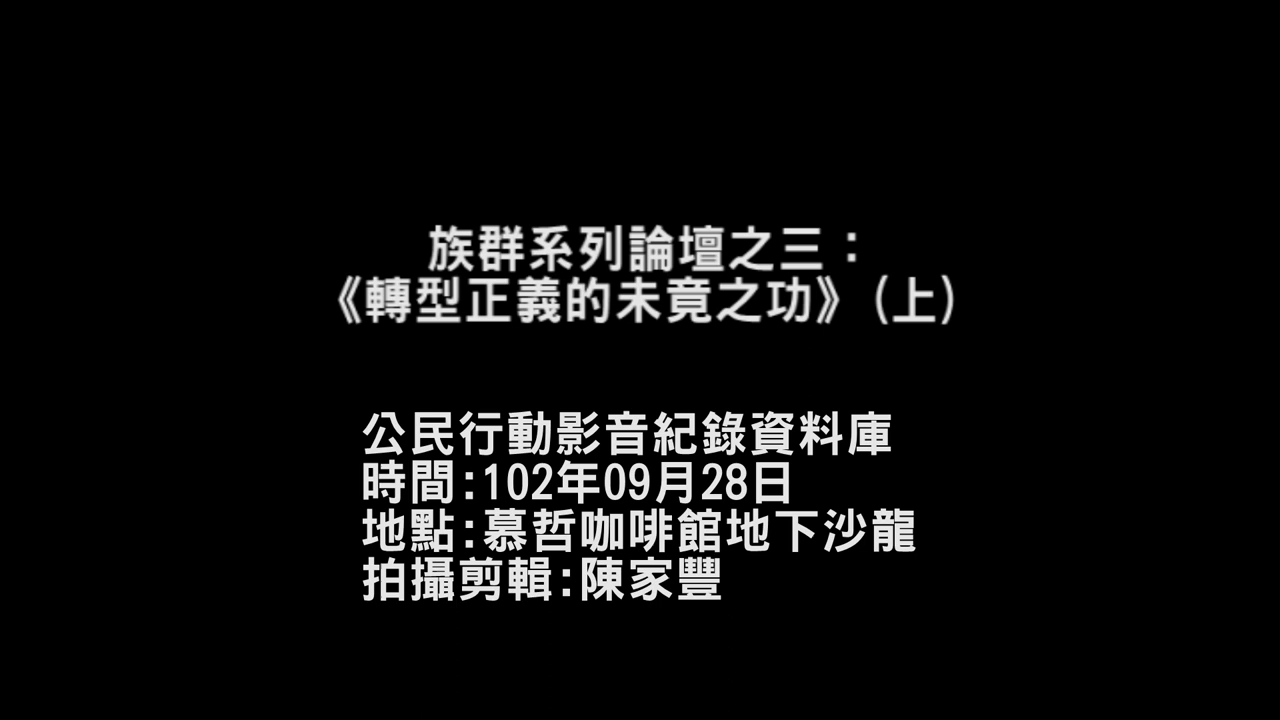 族群系列論壇之三：
《轉型正義的未竟之功》(上)
公民行動影音紀錄資料庫
時間:102年09月28日
地點:慕哲咖啡館地下沙龍
拍攝剪輯:陳家豐